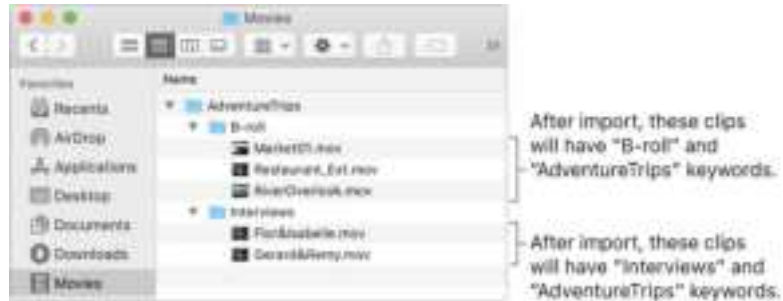 Movies
Favorites
Name
Recents
AdventureTrips
AirDrop
B-roll
Applications
Market01.mov
Desktop
Restaurant_Ext.mov
RiverOverlook.mov
Documents
Interviews
Downloads
Flor&Isabelle.mov
Movies
Gerard&Remy.mov
After import, these clips
will have "B-roll" and
"AdventureTrips" keywords.
After import, these clips
will have "Interviews" and
"AdventureTrips" keywords.